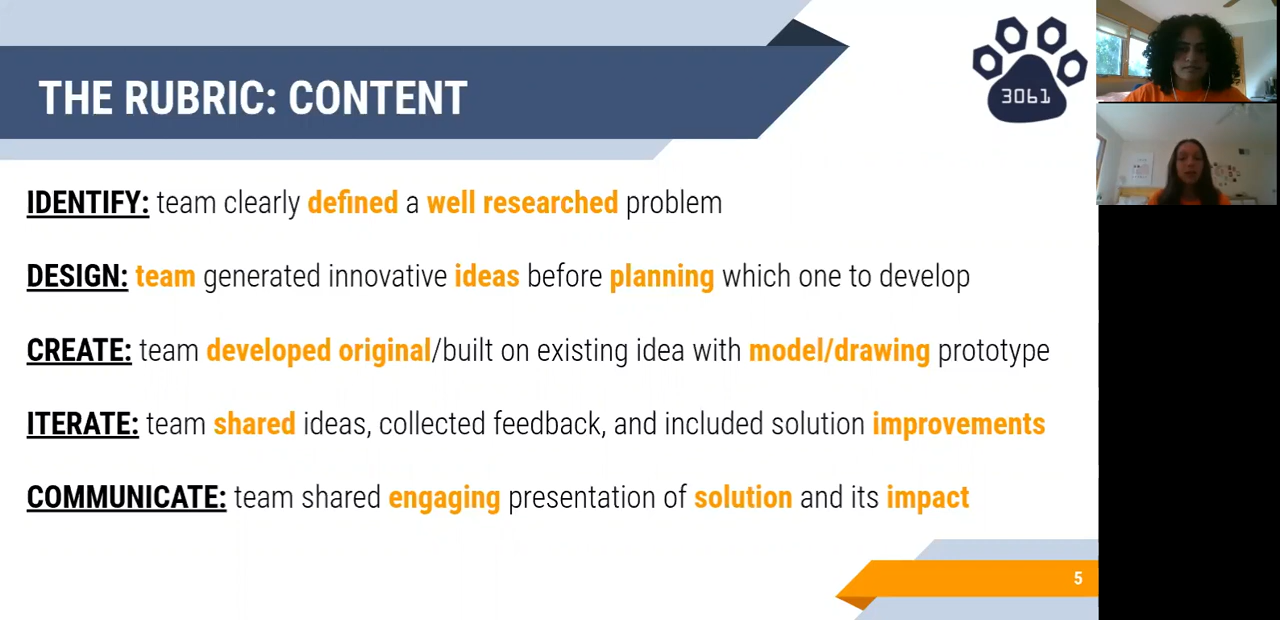 THE RUBRIC: CONTENT
3061
IDENTIFY: team clearly defined a well researched problem
DESIGN: team generated innovative ideas before planning which one to develop
CREATE: team developed original/built on existing idea with model/drawing prototype
ITERATE: team shared ideas, collected feedback, and included solution improvements
COMMUNICATE: team shared engaging presentation of solution and its impact
5